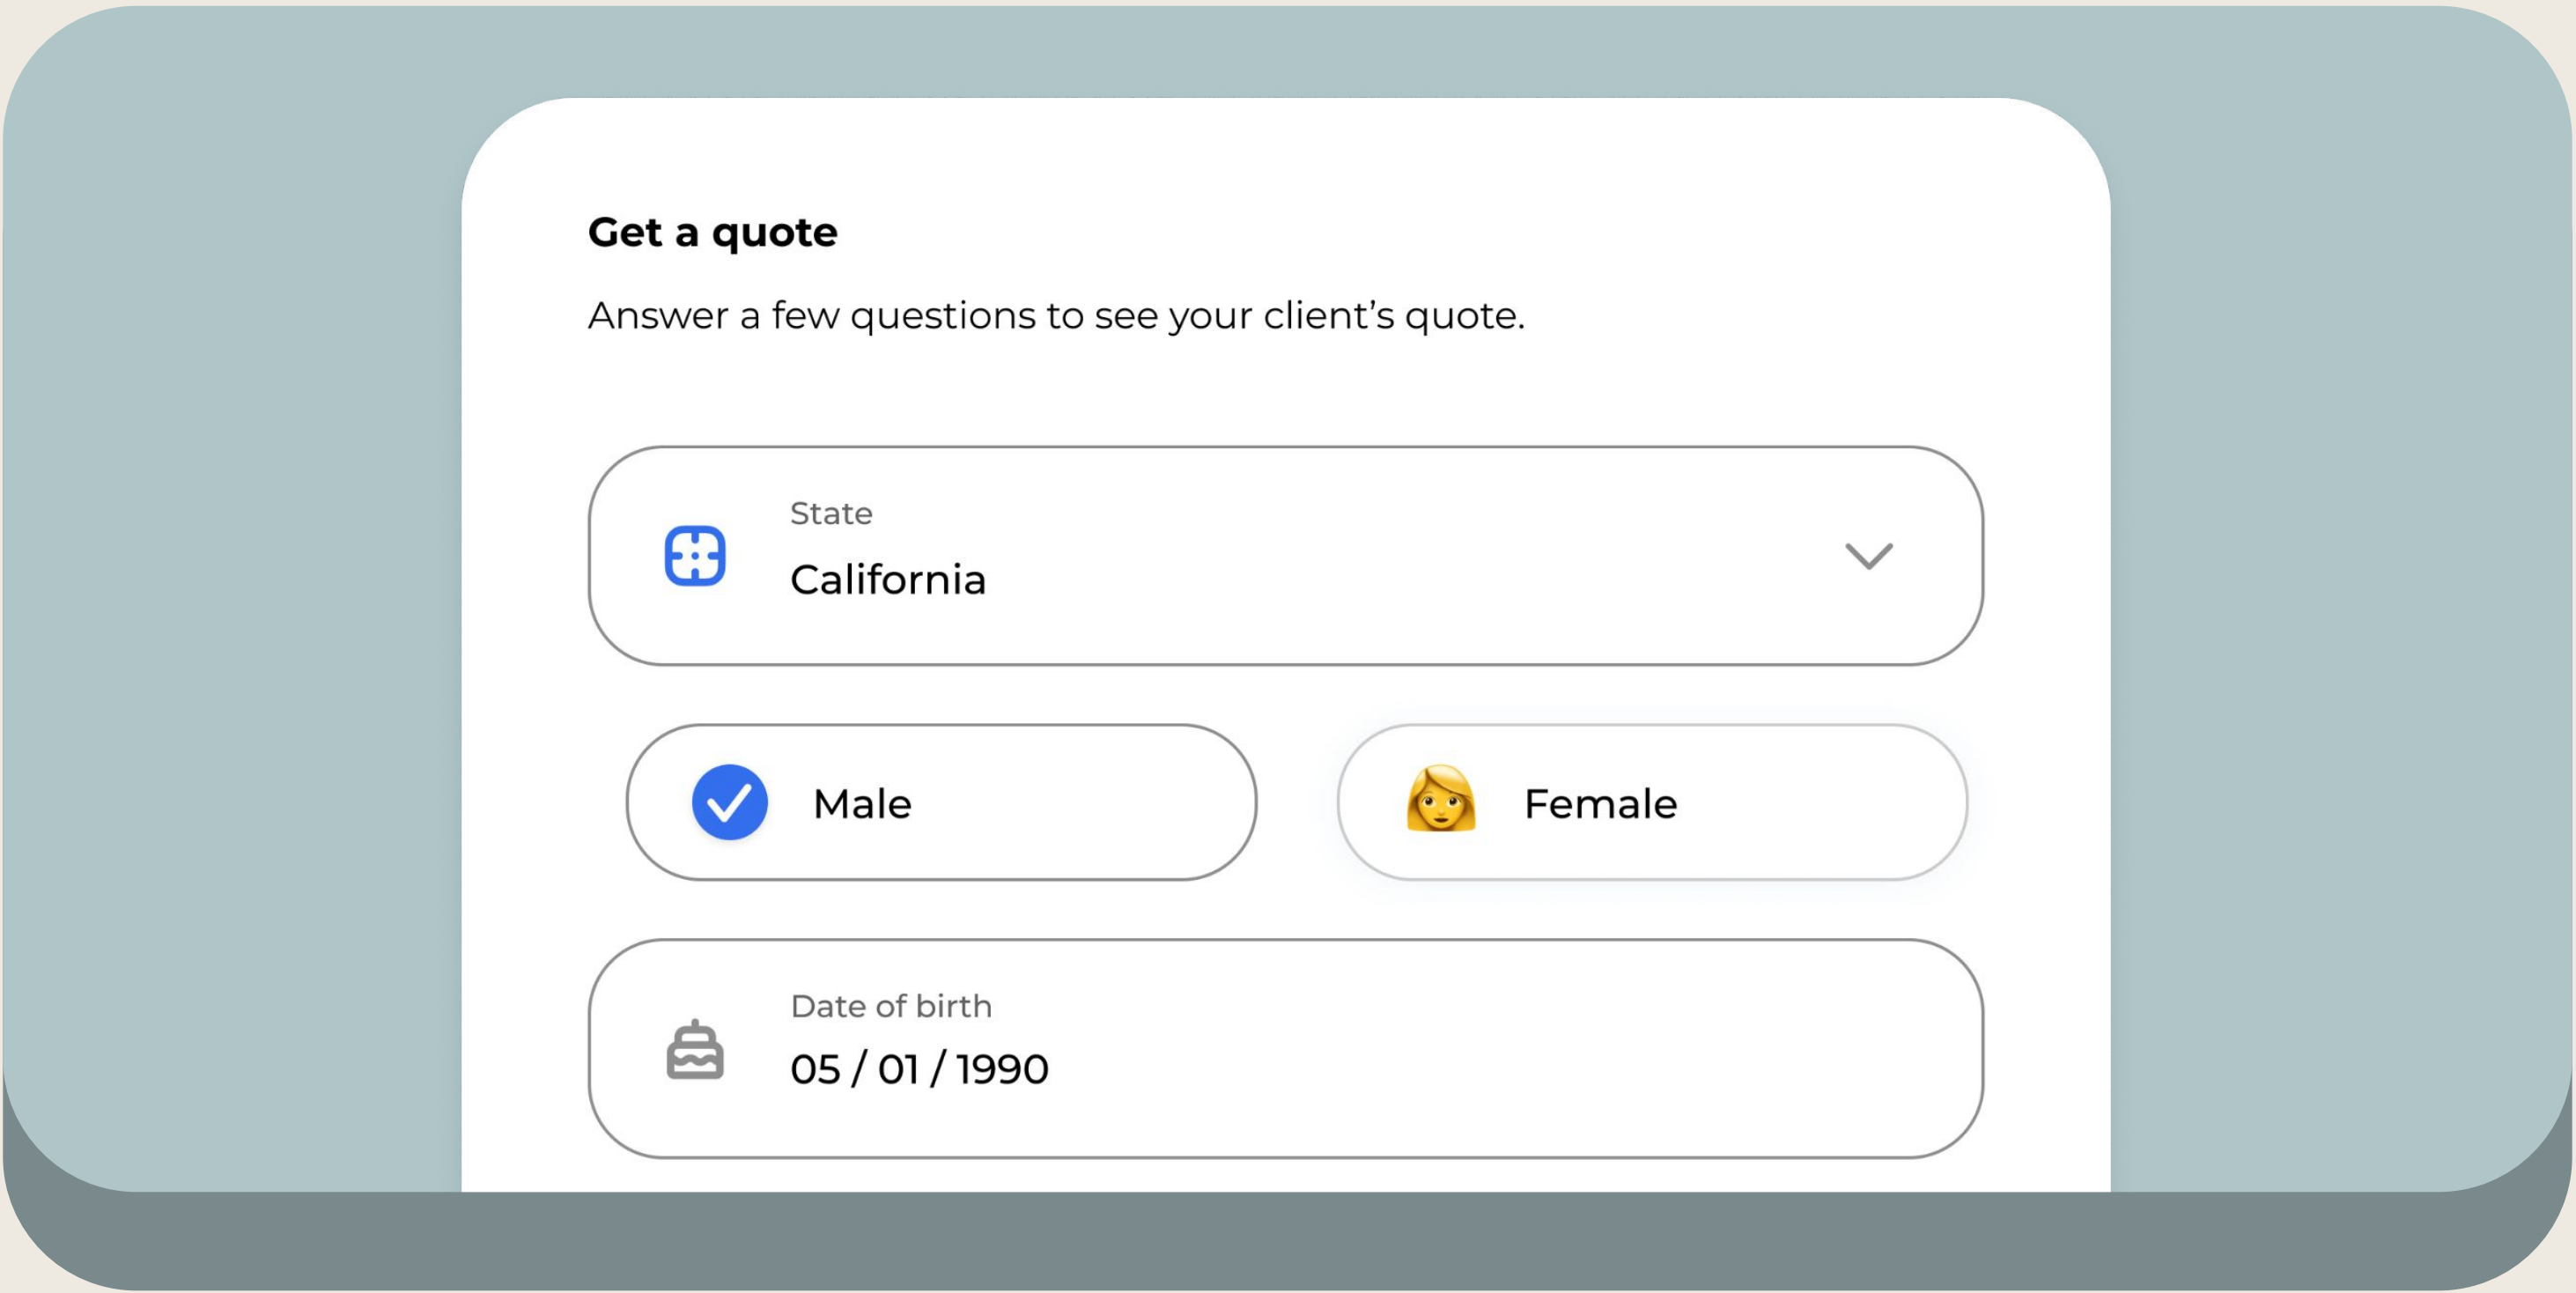 Get a quote
Answer a few questions to see your client’s quote.
State
California
Male
Female
Date of birth
05 / 01 / 1990